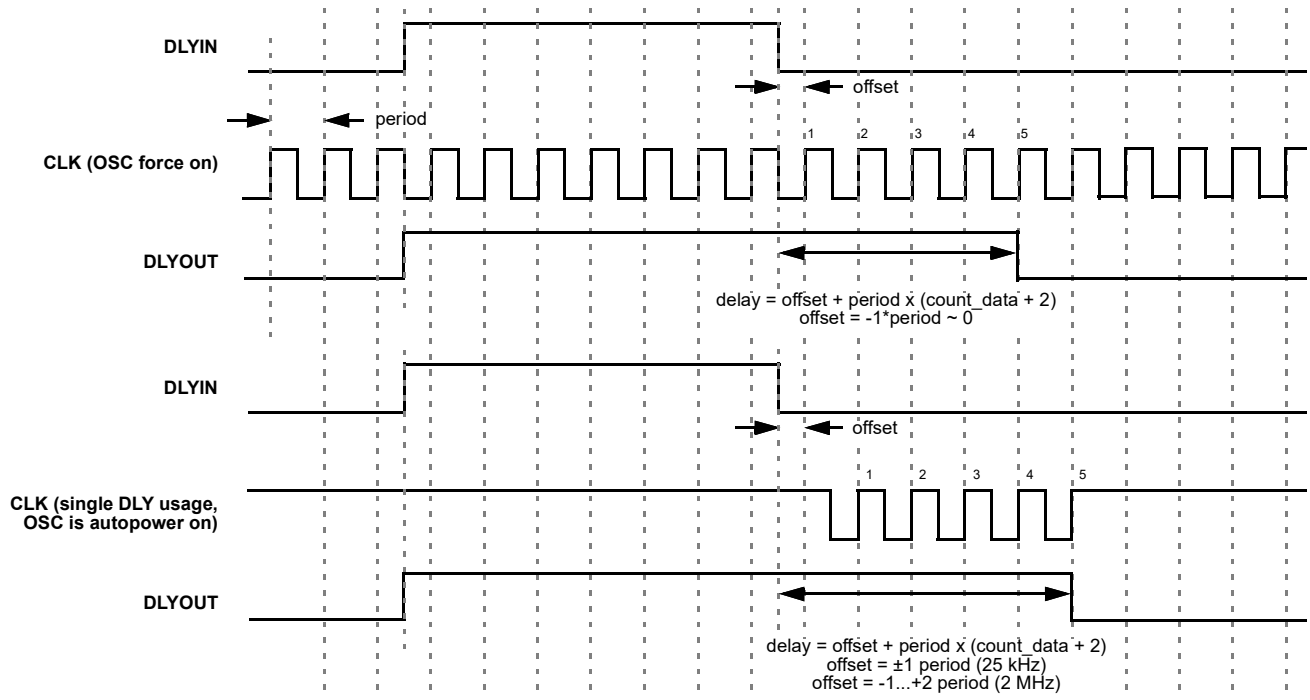 DLYIN
offset
period
1 2 3 4 5
CLK (OSC force on)
DLYOUT
delay = offset + period x (count_data + 2)
offset = -1*period ~ 0
DLYIN
offset
1 2 3 4 5
CLK (single DLY usage,
OSC is autopower on)
DLYOUT
delay = offset + period x (count_data + 2)
offset = ±1 period (25 kHz)
offset = -1...+2 period (2 MHz)